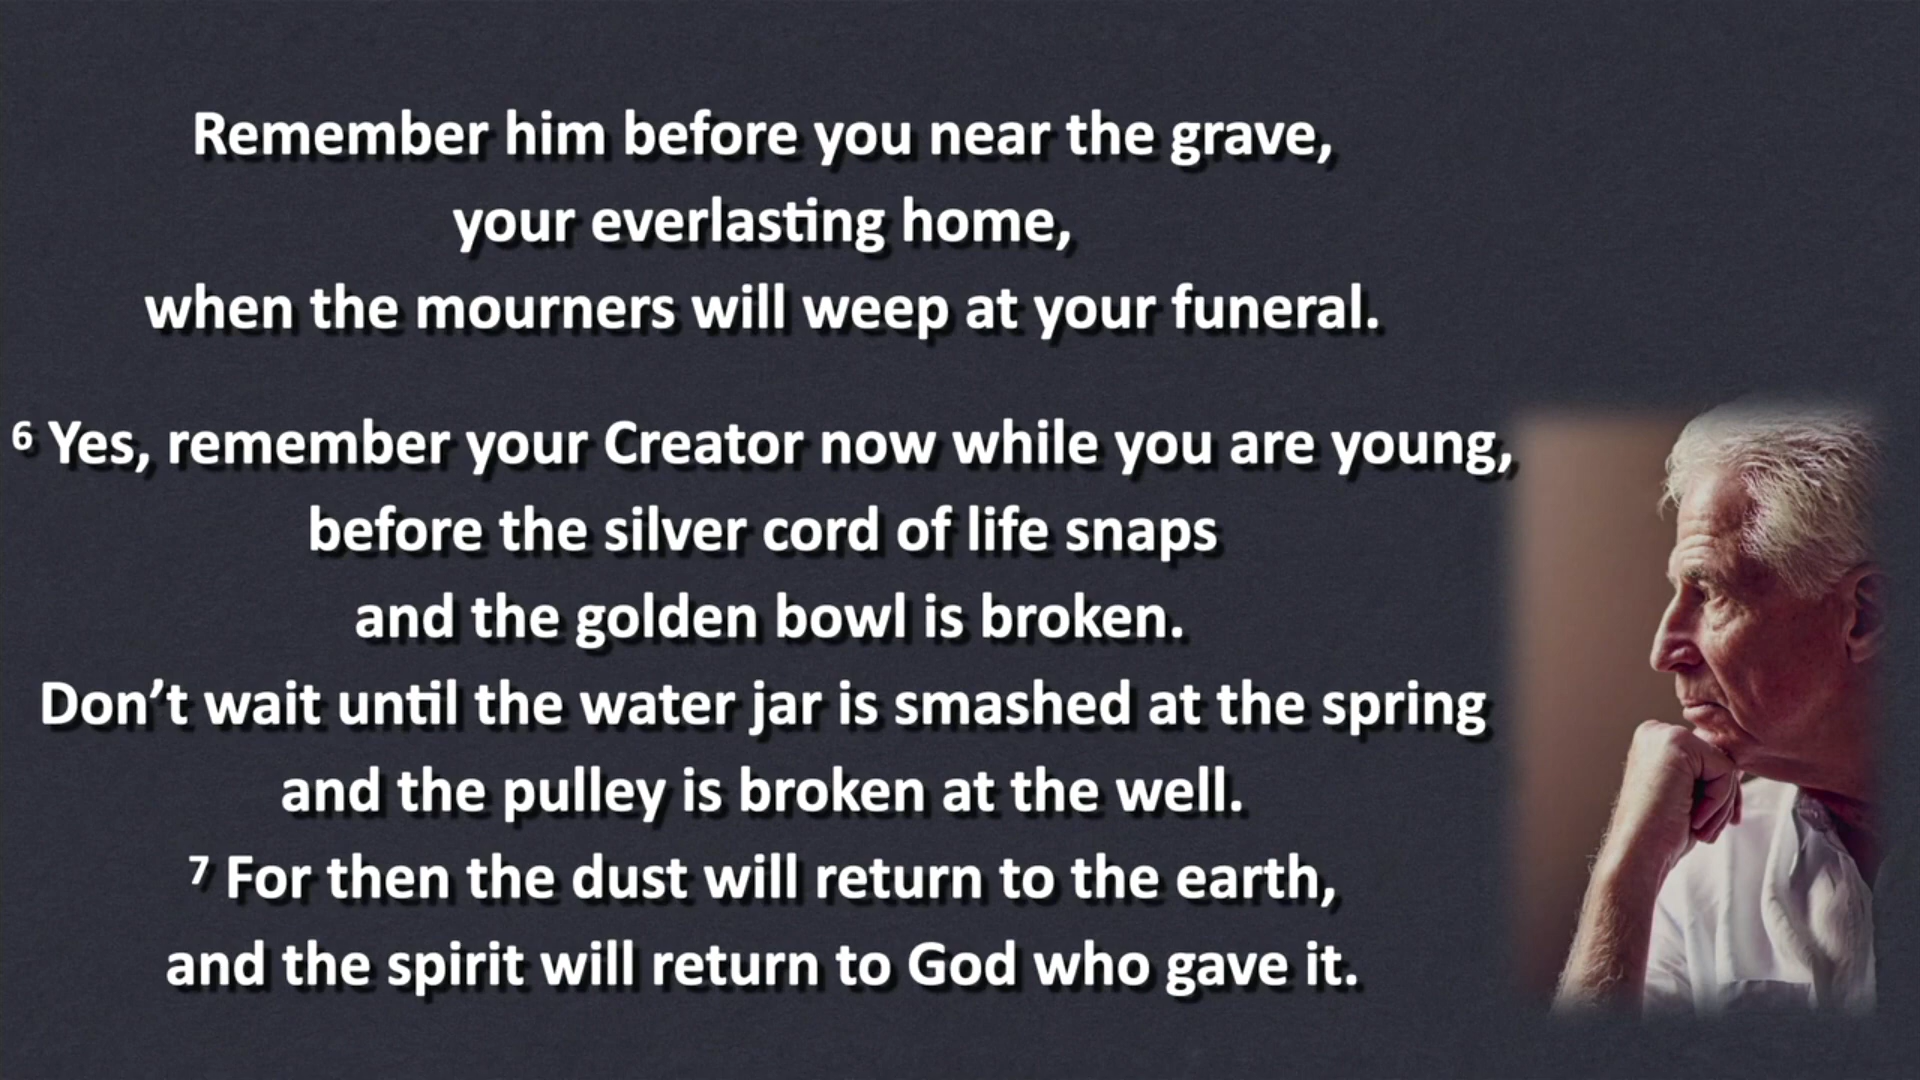 Remember him before you near the grave,
your everlasting home,
when the mourners will weep at your funeral.
⁶ Yes, remember your Creator now while you are young,
before the silver cord of life snaps
and the golden bowl is broken.
Don’t wait until the water jar is smashed at the spring
and the pulley is broken at the well.
⁷ For then the dust will return to the earth,
and the spirit will return to God who gave it.